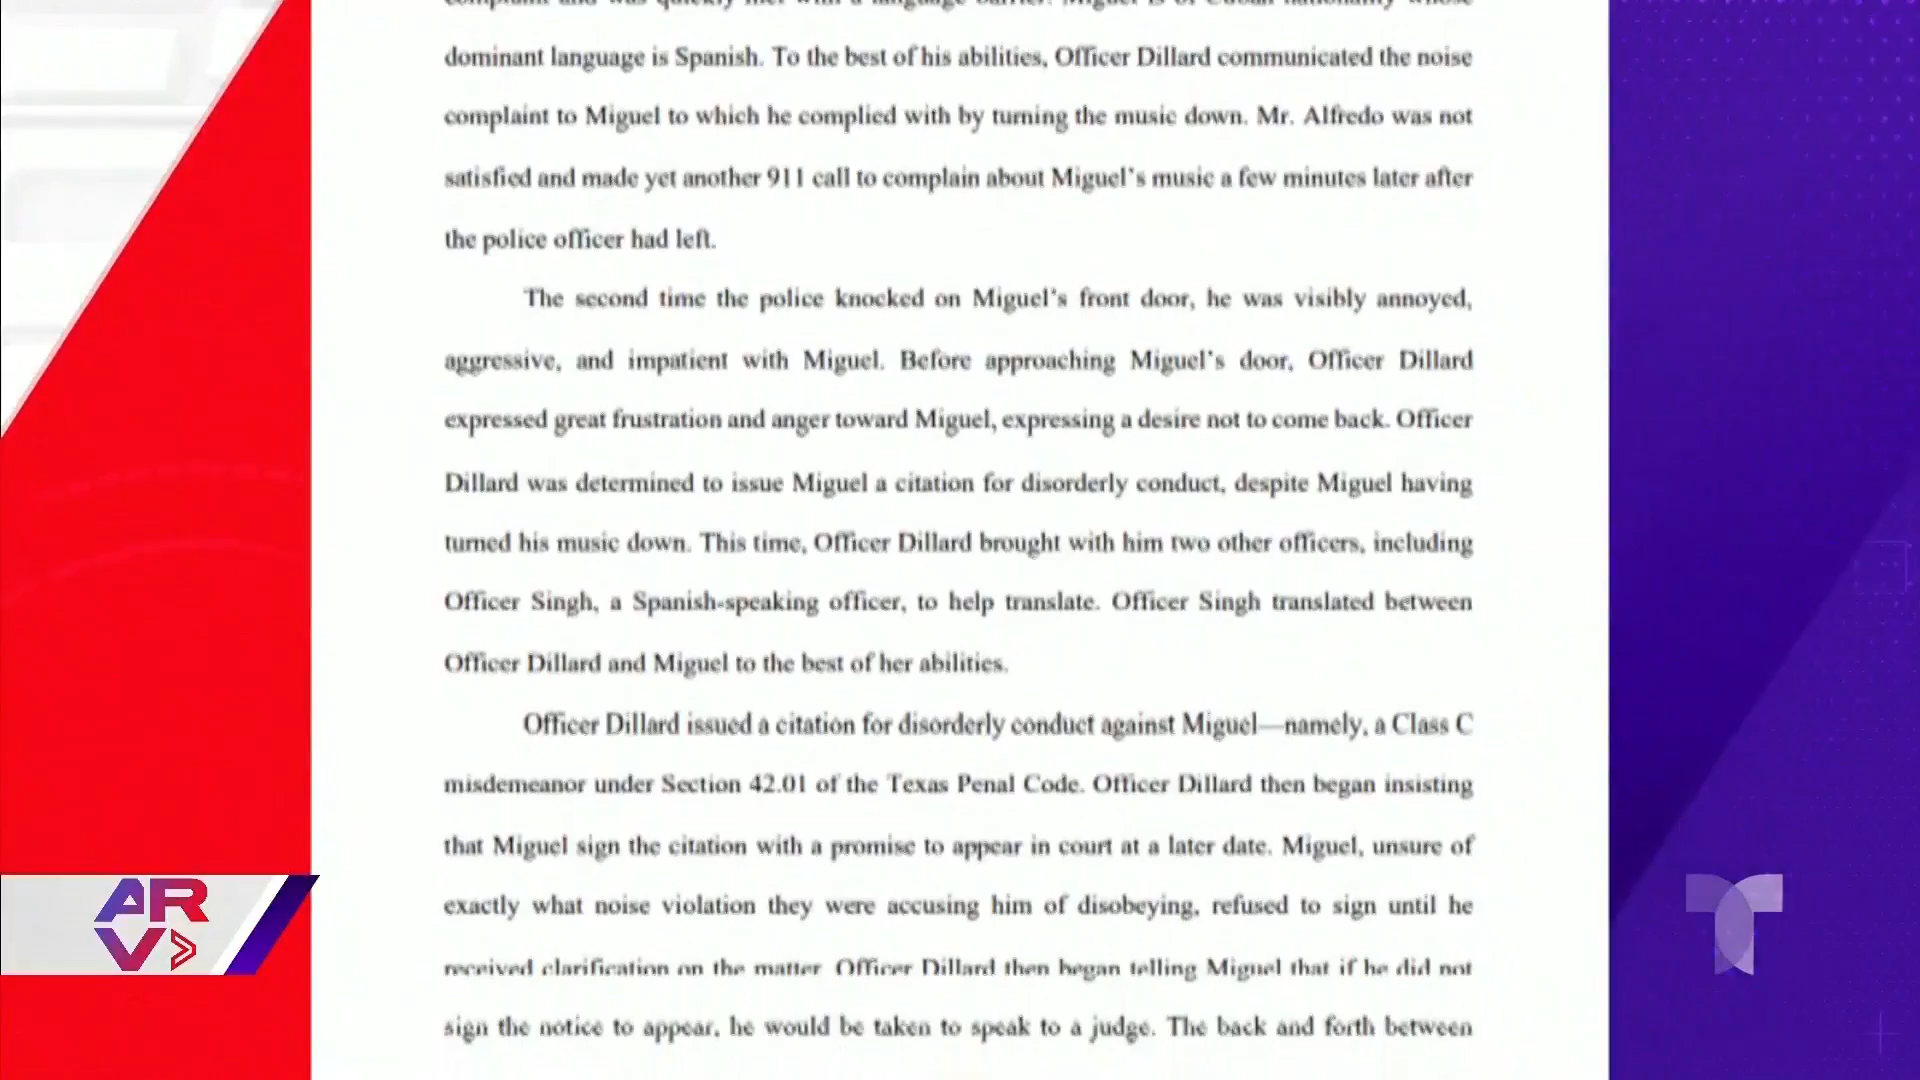 dominant language is Spanish. To the best of his abilities, Officer Dillard communicated the noise
complaint to Miguel to which he complied with by turning the music down. Mr. Alfredo was not
satisfied and made yet another 911 call to complain about Miguel's music a few minutes later after
the police officer had left.
The second time the police knocked on Miguel's front door, he was visibly annoyed,
aggressive, and impatient with Miguel. Before approaching Miguel's door, Officer Dillard
expressed great frustration and anger toward Miguel, expressing a desire not to come back. Officer
Dillard was determined to issue Miguel a citation for disorderly conduct, despite Miguel having
turned his music down. This time, Officer Dillard brought with him two other officers, including
Officer Singh, a Spanish-speaking officer, to help translate. Officer Singh translated between
Officer Dillard and Miguel to the best of her abilities.
Officer Dillard issued a citation for disorderly conduct against Miguel—namely, a Class C
misdemeanor under Section 42.01 of the Texas Penal Code. Officer Dillard then began insisting
that Miguel sign the citation with a promise to appear in court at a later date. Miguel, unsure of
exactly what noise violation they were accusing him of disobeying, refused to sign until he
received clarification on the matter. Officer Dillard then began telling Miguel that if he did not
sign the notice to appear, he would be taken to speak to a judge. The back and forth between
ARV
T